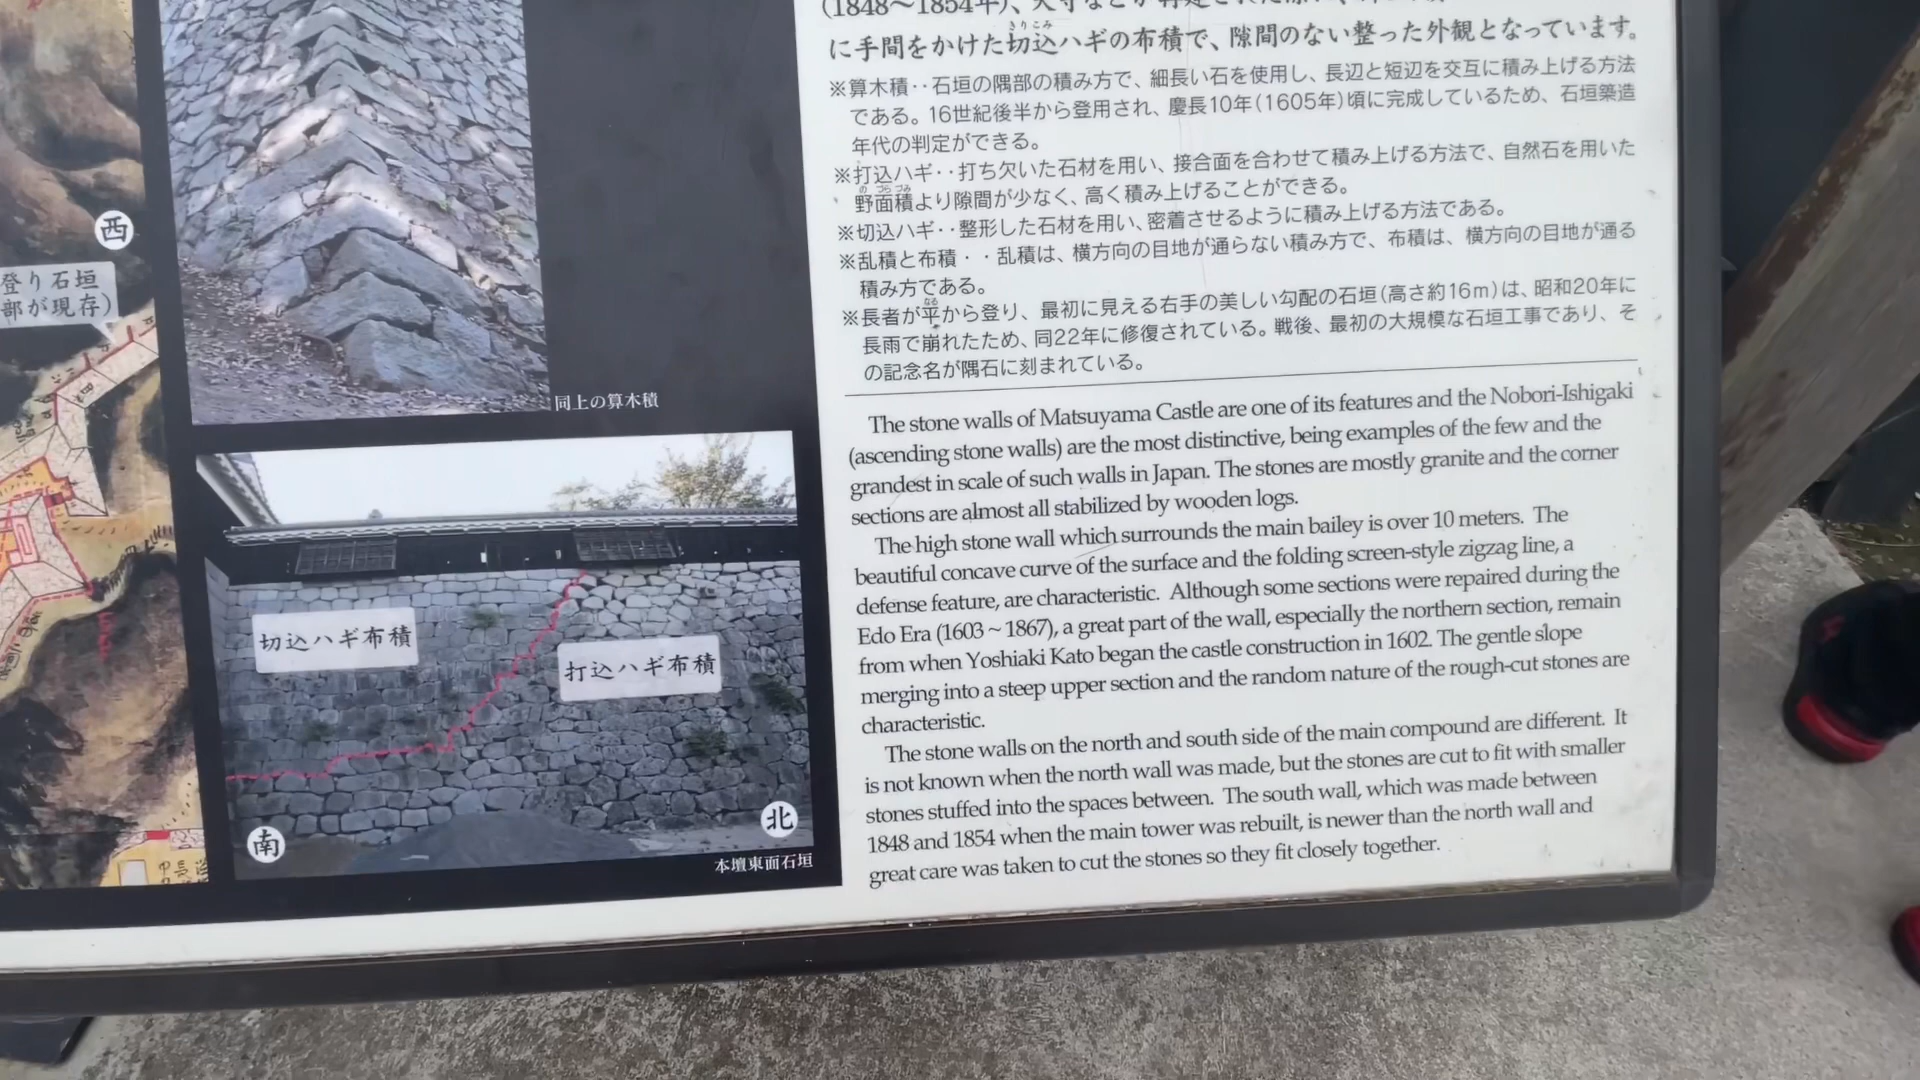 に手間をかけた切込ハギの布積で、隙間のない整った外観となっています。
※算木積‥石垣の隅部の積み方で、細長い石を使用し、長辺と短辺を交互に積み上げる方法
である。16世紀後半から登用され、慶長10年(1605年)頃に完成しているため、石垣築造
年代の判定ができる。
※打込ハギ‥打ち欠いた石材を用い、接合面を合わせて積み上げる方法で、自然石を用いた
野面積より隙間が少なく、高く積み上げることができる。
※切込ハギ‥整形した石材を用い、密着させるように積み上げる方法である。
※乱積と布積・・乱積は、横方向の目地が通らない積み方で、布積は、横方向の目地が通る
積み方である。
※長者が平から登り、最初に見える右手の美しい勾配の石垣(高さ約16m)は、昭和20年に
長雨で崩れたため、同22年に修復されている。戦後、最初の大規模な石垣工事であり、そ
の記念名が隅石に刻まれている。
The stone walls of Matsuyama Castle are one of its features and the Nobori-Ishigaki
(ascending stone walls) are the most distinctive, being examples of the few and the
grandest in scale of such walls in Japan. The stones are mostly granite and the corner
sections are almost all stabilized by wooden logs.
The high stone wall which surrounds the main bailey is over 10 meters. The
beautiful concave curve of the surface and the folding screen-style zigzag line, a
defense feature, are characteristic. Although some sections were repaired during the
Edo Era (1603 ~ 1867), a great part of the wall, especially the northern section, remain
from when Yoshiaki Kato began the castle construction in 1602. The gentle slope
merging into a steep upper section and the random nature of the rough-cut stones are
characteristic.
The stone walls on the north and south side of the main compound are different. It
is not known when the north wall was made, but the stones are cut to fit with smaller
stones stuffed into the spaces between. The south wall, which was made between
1848 and 1854 when the main tower was rebuilt, is newer than the north wall and
great care was taken to cut the stones so they fit closely together.
西
登り石垣
部が現存)
同上の算木積
切込ハギ布積
打込ハギ布積
南
北
本壇東面石垣